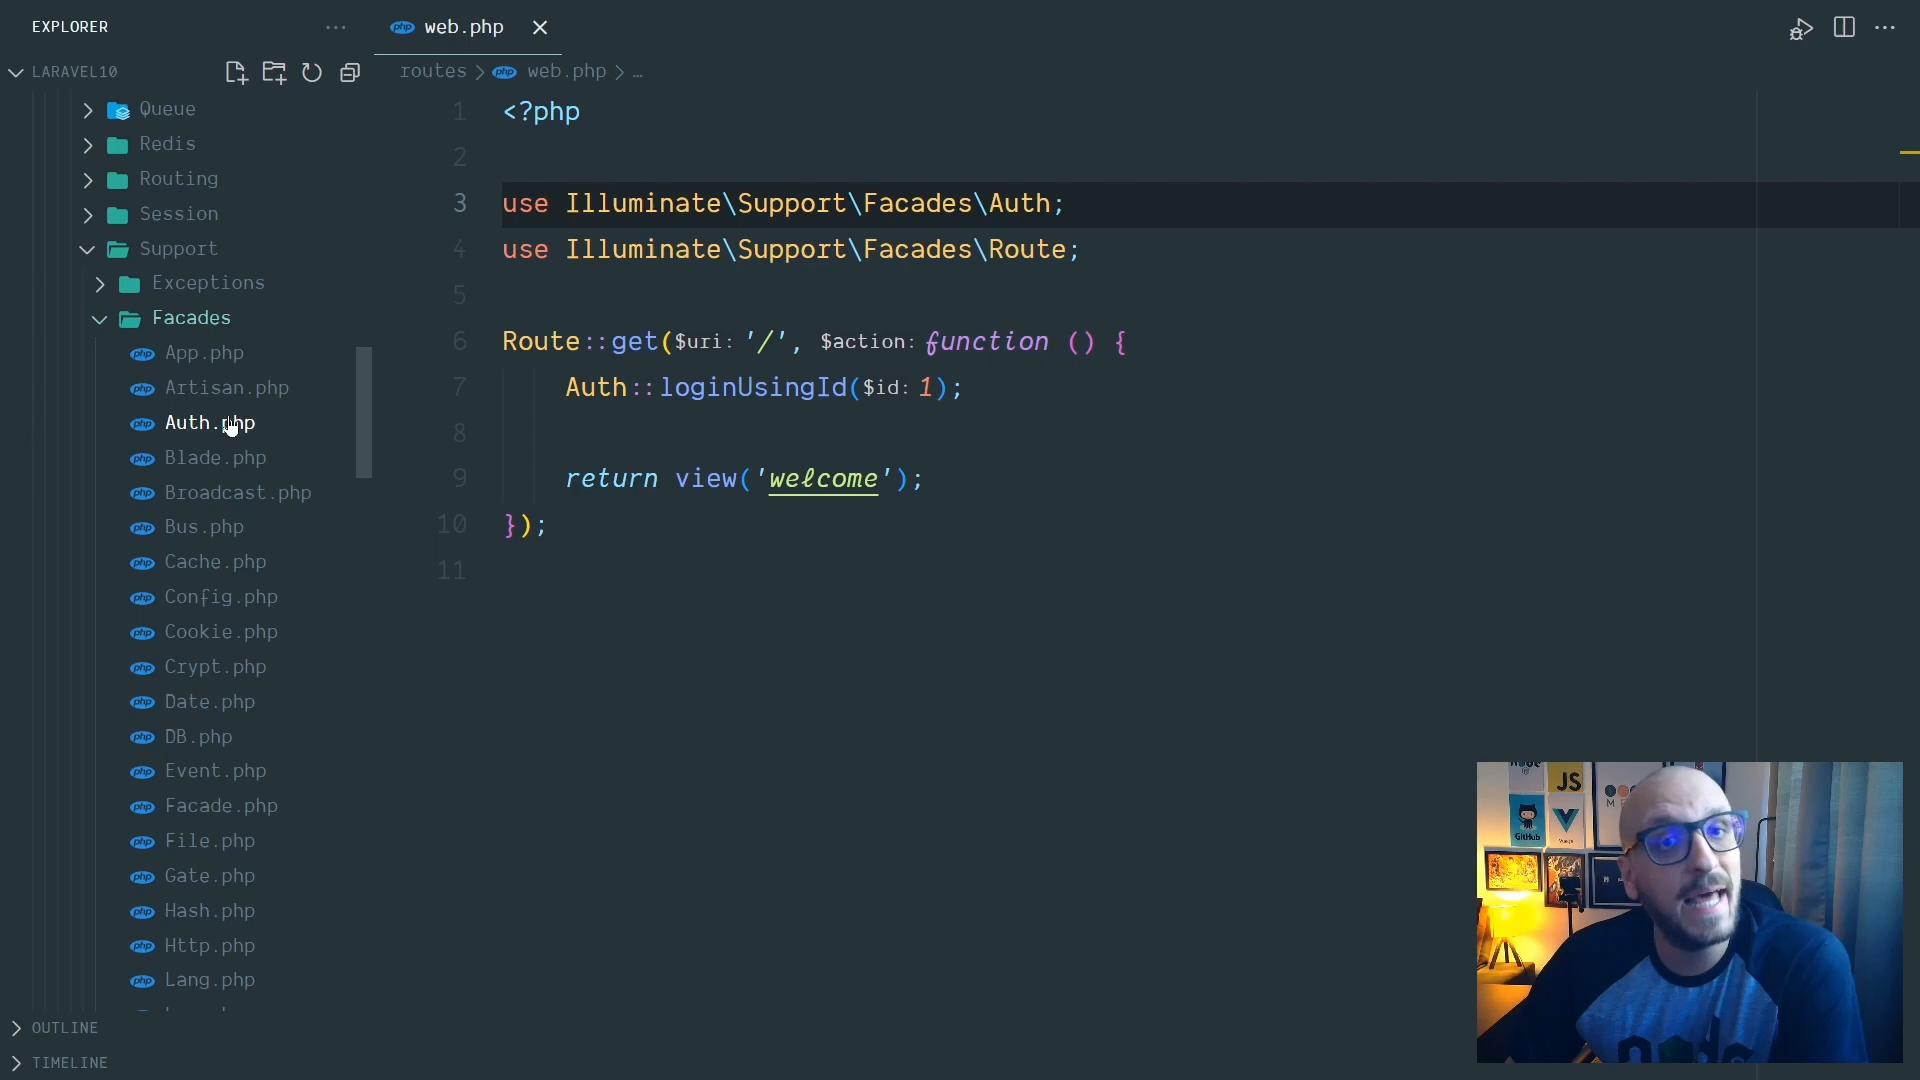 EXPLORER
web.php
LARAVEL10
routes > web.php > …
Queue
Redis
Routing
Session
Support
Exceptions
Facades
App.php
Artisan.php
Auth.php
Blade.php
Broadcast.php
Bus.php
Cache.php
Config.php
Cookie.php
Crypt.php
Date.php
DB.php
Event.php
Facade.php
File.php
Gate.php
Hash.php
Http.php
Lang.php
OUTLINE
TIMELINE
1 <?php
2
3 use Illuminate\Support\Facades\Auth;
4 use Illuminate\Support\Facades\Route;
5
6 Route::get($uri: '/', $action: function () {
7 Auth::loginUsingId($id: 1);
8
9 return view('welcome');
10 });
11
JS
GitHub